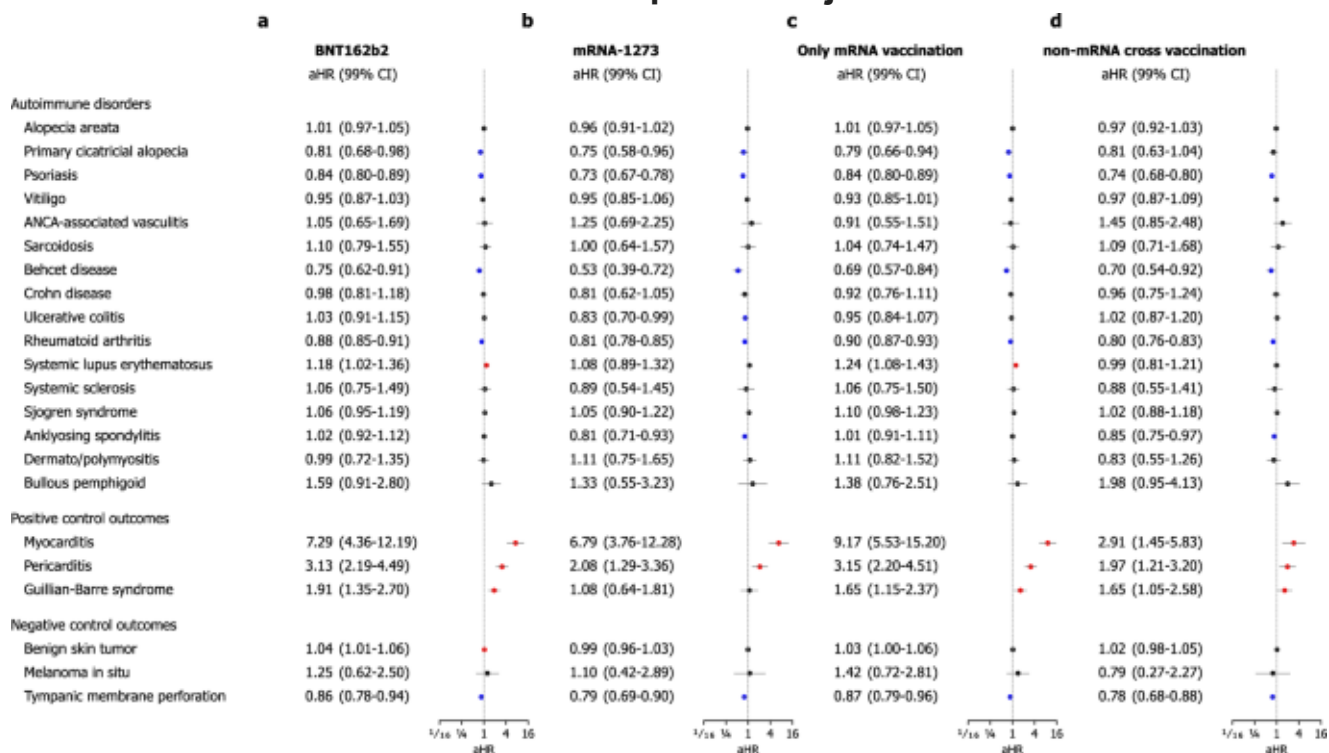 a b c d
BNT162b2 mRNA-1273 Only mRNA vaccination non-mRNA cross vaccination
aHR (99% CI) aHR (99% CI) aHR (99% CI) aHR (99% CI)
Autoimmune disorders
Alopecia areata 1.01 (0.97-1.05) 0.96 (0.91-1.02) 1.01 (0.97-1.05) 0.97 (0.92-1.03)
Primary cicatricial alopecia 0.81 (0.68-0.98) 0.75 (0.58-0.96) 0.79 (0.66-0.94) 0.81 (0.63-1.04)
Psoriasis 0.84 (0.80-0.89) 0.73 (0.67-0.78) 0.84 (0.80-0.89) 0.74 (0.68-0.80)
Vitiligo 0.95 (0.87-1.03) 0.95 (0.85-1.06) 0.93 (0.85-1.01) 0.97 (0.87-1.09)
ANCA-associated vasculitis 1.05 (0.65-1.69) 1.25 (0.69-2.25) 0.91 (0.55-1.51) 1.45 (0.85-2.48)
Sarcoidosis 1.10 (0.79-1.55) 1.00 (0.64-1.57) 1.04 (0.74-1.47) 1.09 (0.71-1.68)
Behcet disease 0.75 (0.62-0.91) 0.53 (0.39-0.72) 0.69 (0.57-0.84) 0.70 (0.54-0.92)
Crohn disease 0.98 (0.81-1.18) 0.81 (0.62-1.05) 0.92 (0.76-1.11) 0.96 (0.75-1.24)
Ulcerative colitis 1.03 (0.91-1.15) 0.83 (0.70-0.99) 0.95 (0.84-1.07) 1.02 (0.87-1.20)
Rheumatoid arthritis 0.88 (0.85-0.91) 0.81 (0.78-0.85) 0.90 (0.87-0.93) 0.80 (0.76-0.83)
Systemic lupus erythematosus 1.18 (1.02-1.36) 1.08 (0.89-1.32) 1.24 (1.08-1.43) 0.99 (0.81-1.21)
Systemic sclerosis 1.06 (0.75-1.49) 0.89 (0.54-1.45) 1.06 (0.75-1.50) 0.88 (0.55-1.41)
Sjogren syndrome 1.06 (0.95-1.19) 1.05 (0.90-1.22) 1.10 (0.98-1.23) 1.02 (0.88-1.18)
Anklyosing spondylitis 1.02 (0.92-1.12) 0.81 (0.71-0.93) 1.01 (0.91-1.11) 0.85 (0.75-0.97)
Dermato/polymyositis 0.99 (0.72-1.35) 1.11 (0.75-1.65) 1.11 (0.82-1.52) 0.83 (0.55-1.26)
Bullous pemphigoid 1.59 (0.91-2.80) 1.33 (0.55-3.23) 1.38 (0.76-2.51) 1.98 (0.95-4.13)
Positive control outcomes
Myocarditis 7.29 (4.36-12.19) 6.79 (3.76-12.28) 9.17 (5.53-15.20) 2.91 (1.45-5.83)
Pericarditis 3.13 (2.19-4.49) 2.08 (1.29-3.36) 3.15 (2.20-4.51) 1.97 (1.21-3.20)
Guillian-Barre syndrome 1.91 (1.35-2.70) 1.08 (0.64-1.81) 1.65 (1.15-2.37) 1.65 (1.05-2.58)
Negative control outcomes
Benign skin tumor 1.04 (1.01-1.06) 0.99 (0.96-1.03) 1.03 (1.00-1.06) 1.02 (0.98-1.05)
Melanoma in situ 1.25 (0.62-2.50) 1.10 (0.42-2.89) 1.42 (0.72-2.81) 0.79 (0.27-2.27)
Tympanic membrane perforation 0.86 (0.78-0.94) 0.79 (0.69-0.90) 0.87 (0.79-0.96) 0.78 (0.68-0.88)
1/16 ¼ 1 4 16 1/16 ¼ 1 4 16 1/16 ¼ 1 4 16 1/16 ¼ 1 4 16
aHR aHR aHR aHR